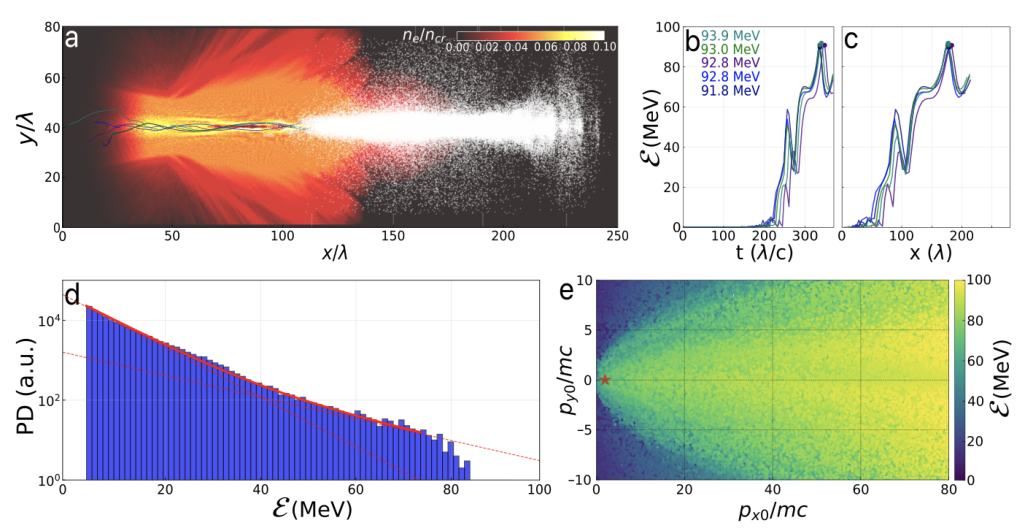 a
n_e/n_cr
0.00 0.02 0.04 0.06 0.08 0.10
80
60
40
20
0
y/λ
0 50 100 150 200 250
x/λ
b
93.9 MeV
93.0 MeV
92.8 MeV
92.8 MeV
91.8 MeV
100
80
60
40
20
0
ℰ(MeV)
0 100 200 300
t (λ/c)
c
0 100 200
x (λ)
d
10^4
10^2
10^0
PD (a.u.)
0 20 40 60 80 100
ℰ(MeV)
e
10
5
0
−5
−10
p_y0/mc
0 20 40 60 80
p_x0/mc
100
80
60
40
20
0
ℰ(MeV)